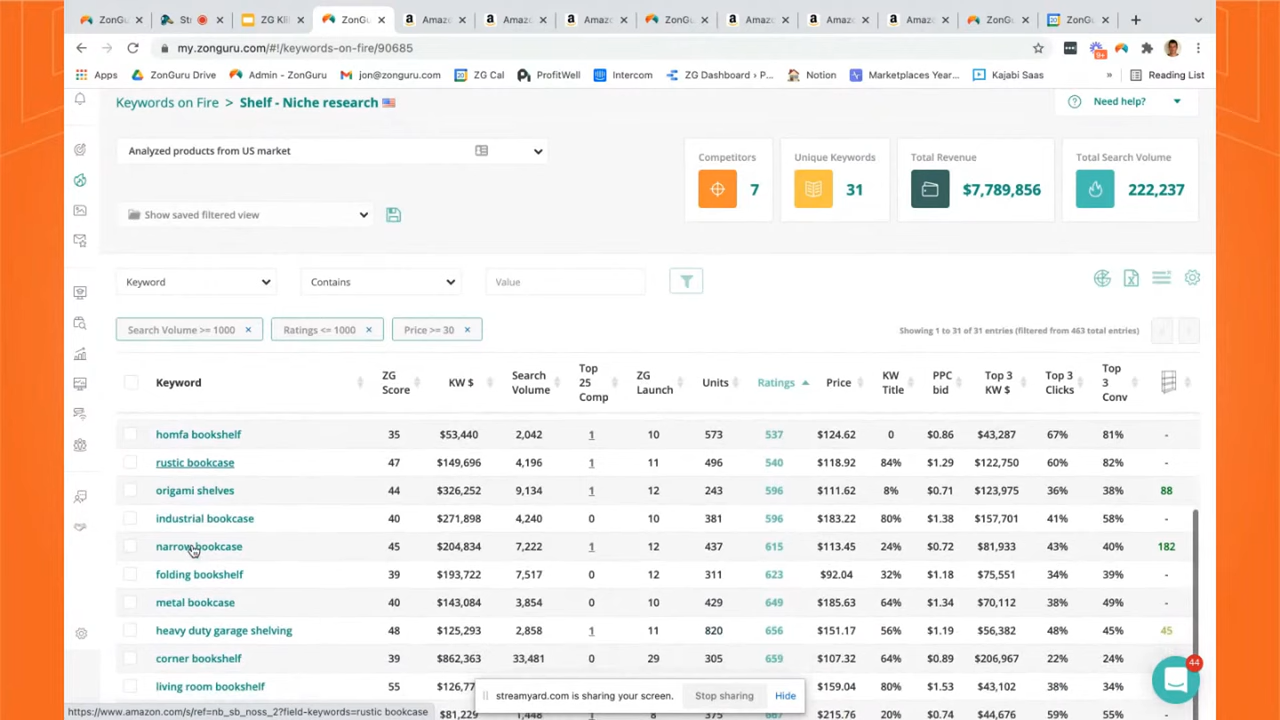 ZonGu
St
ZG Kl
ZonG
Amaz
Amaz
Amaz
ZonG
Amaz
Amaz
Amaz
ZonG
ZonG
my.zonguru.com/#!/keywords-on-fire/90685
9+
Apps
ZonGuru Drive
Admin - ZonGuru
jon@zonguru.com
ZG Cal
ProfitWell
Intercom
ZG Dashboard > P...
Notion
Marketplaces Year...
Kajabi Saas
»
Reading List
Keywords on Fire > Shelf - Niche research
Need help?
Analyzed products from US market
Competitors
7
Unique Keywords
31
Total Revenue
$7,789,856
Total Search Volume
222,237
Show saved filtered view
Keyword
Contains
Value
Search Volume >= 1000 ×
Ratings <= 1000 ×
Price >= 30 ×
Showing 1 to 31 of 31 entries (filtered from 463 total entries)
Keyword ZG Score KW $ Search Volume Top 25 Comp ZG Launch Units Ratings Price KW Title PPC bid Top 3 KW $ Top 3 Clicks Top 3 Conv
homfa bookshelf 35 $53,440 2,042 1 10 573 537 $124.62 0 $0.86 $43,287 67% 81% -
rustic bookcase 47 $149,696 4,196 1 11 496 540 $118.92 84% $1.29 $122,750 60% 82% -
origami shelves 44 $326,252 9,134 1 12 243 596 $111.62 8% $0.71 $123,975 36% 38% 88
industrial bookcase 40 $271,898 4,240 0 10 381 596 $183.22 80% $1.38 $157,701 41% 58% -
narrow bookcase 45 $204,834 7,222 1 12 437 615 $113.45 24% $0.72 $81,933 43% 40% 182
folding bookshelf 39 $193,722 7,517 0 12 311 623 $92.04 32% $1.18 $75,551 34% 39% -
metal bookcase 40 $143,084 3,854 0 10 429 649 $185.63 64% $1.34 $70,112 38% 49% -
heavy duty garage shelving 48 $125,293 2,858 1 11 820 656 $151.17 56% $1.19 $56,382 48% 45% 45
corner bookshelf 39 $862,363 33,481 0 29 305 659 $107.32 64% $0.89 $206,967 22% 24% -
living room bookshelf 55 $126,77 $159.04 80% $1.53 $43,102 38% 34% -
$81,229 $215.76 20% $0.74 $44,676 59% 55% -
streamyard.com is sharing your screen.
Stop sharing
Hide
44
https://www.amazon.com/s/ref=nb_sb_noss_2?field-keywords=rustic bookcase